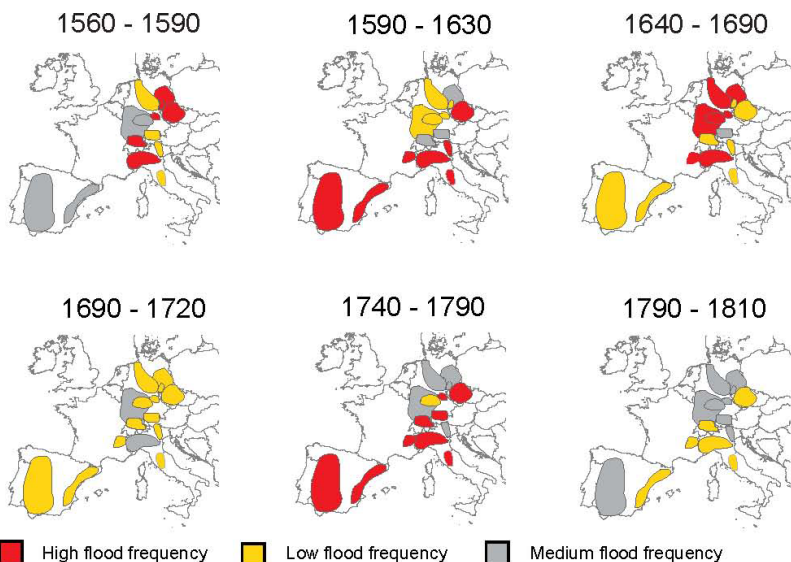 1560 - 1590
1590 - 1630
1640 - 1690
1690 - 1720
1740 - 1790
1790 - 1810
High flood frequency
Low flood frequency
Medium flood frequency